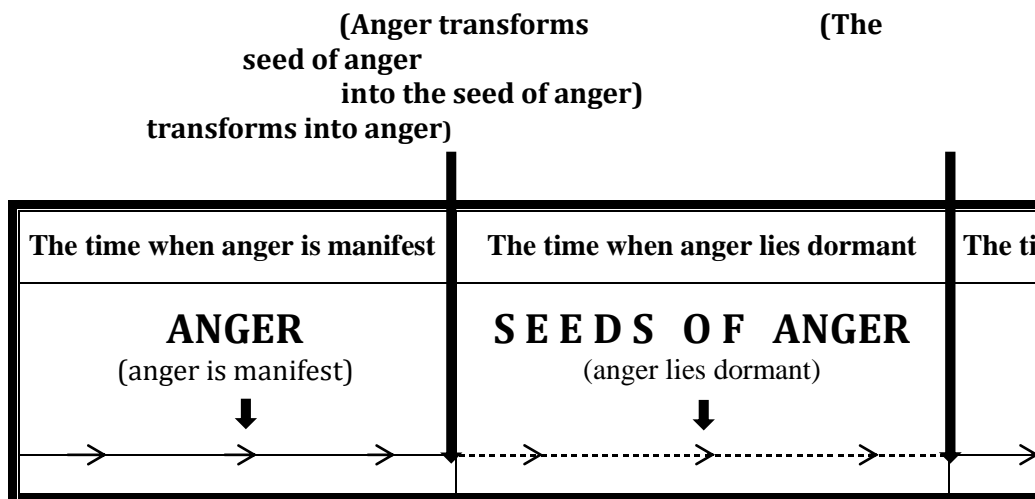 (Anger transforms (The
seed of anger
into the seed of anger)
transforms into anger)
The time when anger is manifest The time when anger lies dormant The
ANGER SEEDS OF ANGER
(anger is manifest) (anger lies dormant)